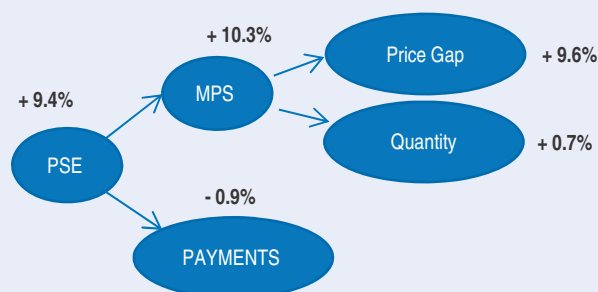 + 10.3%
Price Gap
+ 9.6%
+ 9.4%
MPS
Quantity
+ 0.7%
PSE
- 0.9%
PAYMENTS